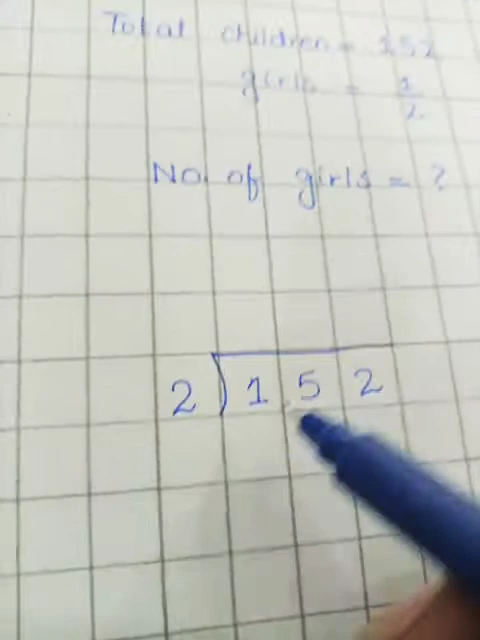 Total children = 152
girls = 1/2
No. of girls = ?
2 ) 1 5 2